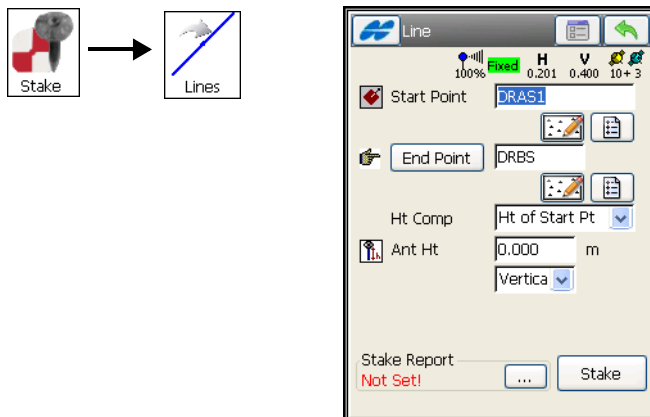 Stake
Lines
Line
100% Fixed H 0.201 V 0.400 10+3
Start Point DRAS1
End Point DRBS
Ht Comp Ht of Start Pt
Ant Ht 0.000 m
Vertica
Stake Report
Not Set! ... Stake